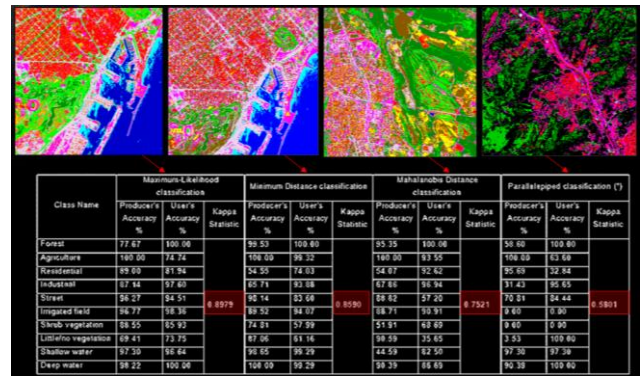 Class Name Maximum-Likelihood classification Minimum Distance classification Mahalanobis Distance classification Parallelepiped classification (*)
Producer's Accuracy % User's Accuracy % Kappa Statistic Producer's Accuracy % User's Accuracy % Kappa Statistic Producer's Accuracy % User's Accuracy % Kappa Statistic Producer's Accuracy % User's Accuracy % Kappa Statistic
Forest 77.67 100.00 99.53 100.00 95.35 100.00 58.60 100.00
Agriculture 100.00 74.74 100.00 99.32 100.00 93.55 100.00 63.60
Residential 89.00 81.94 54.55 74.03 54.07 92.62 95.69 32.84
Industrial 87.14 97.60 65.71 93.88 67.86 96.94 31.43 95.65
Street 96.27 94.51 0.8979 98.14 83.60 0.8590 88.82 57.20 0.7521 70.81 84.44 0.5801
Irrigated field 96.77 98.36 89.52 94.07 88.71 90.91 0.00 0.00
Shrub vegetation 88.55 85.93 74.81 57.99 51.91 68.69 0.00 0.00
Little/no vegetation 69.41 73.75 87.06 61.16 90.59 35.65 3.53 100.00
Shallow water 97.30 96.64 98.65 99.29 44.59 82.50 97.30 97.30
Deep water 98.22 100.00 100.00 99.29 99.39 85.69 90.39 100.00